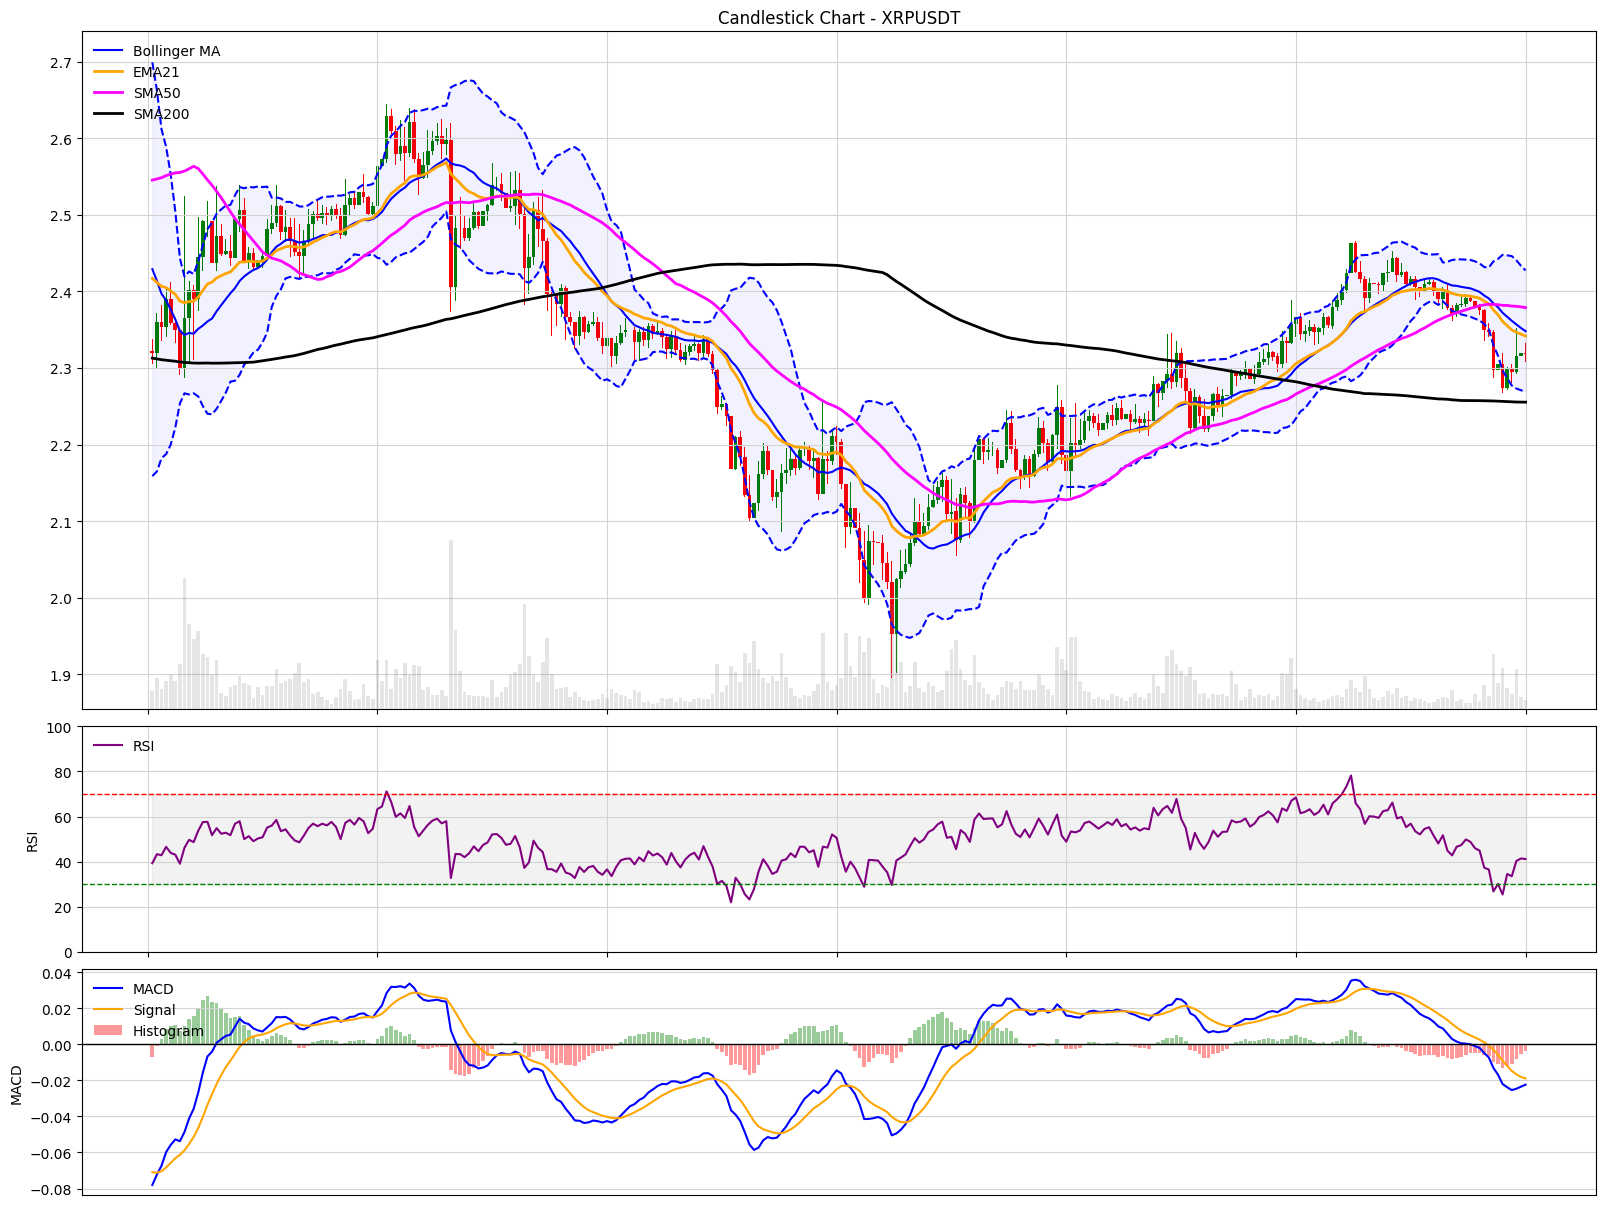 Candlestick Chart - XRPUSDT
Bollinger MA
EMA21
SMA50
SMA200
2.7
2.6
2.5
2.4
2.3
2.2
2.1
2.0
1.9
RSI
100
80
60
40
20
0
RSI
MACD
Signal
Histogram
0.04
0.02
0.00
−0.02
−0.04
−0.06
−0.08
MACD